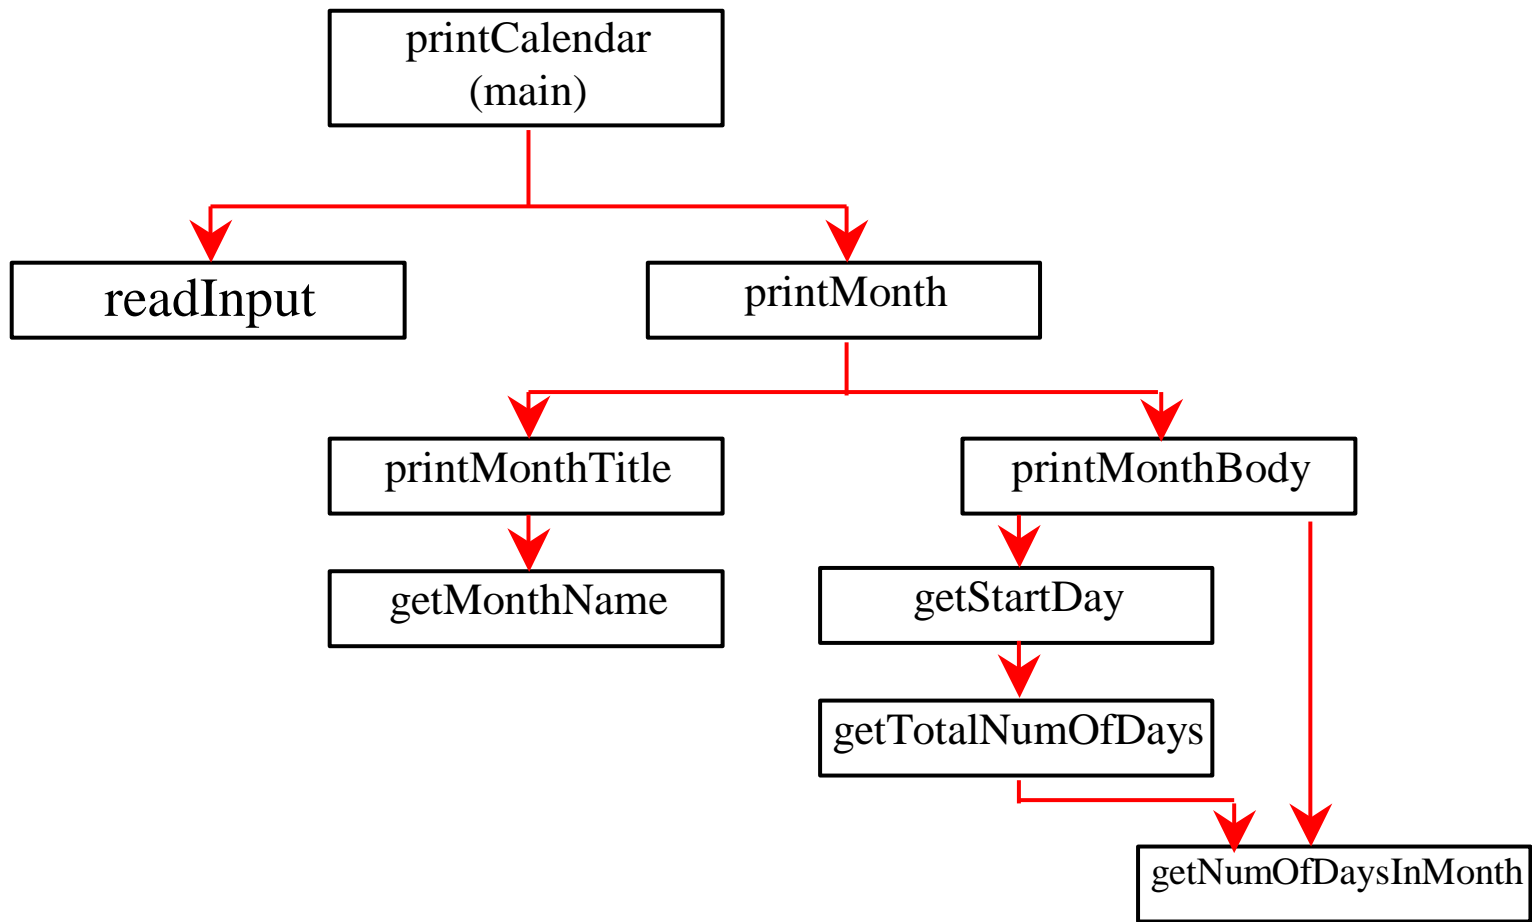 printCalendar
(main)
readInput
printMonth
printMonthTitle
printMonthBody
getMonthName
getStartDay
getTotalNumOfDays
getNumOfDaysInMonth